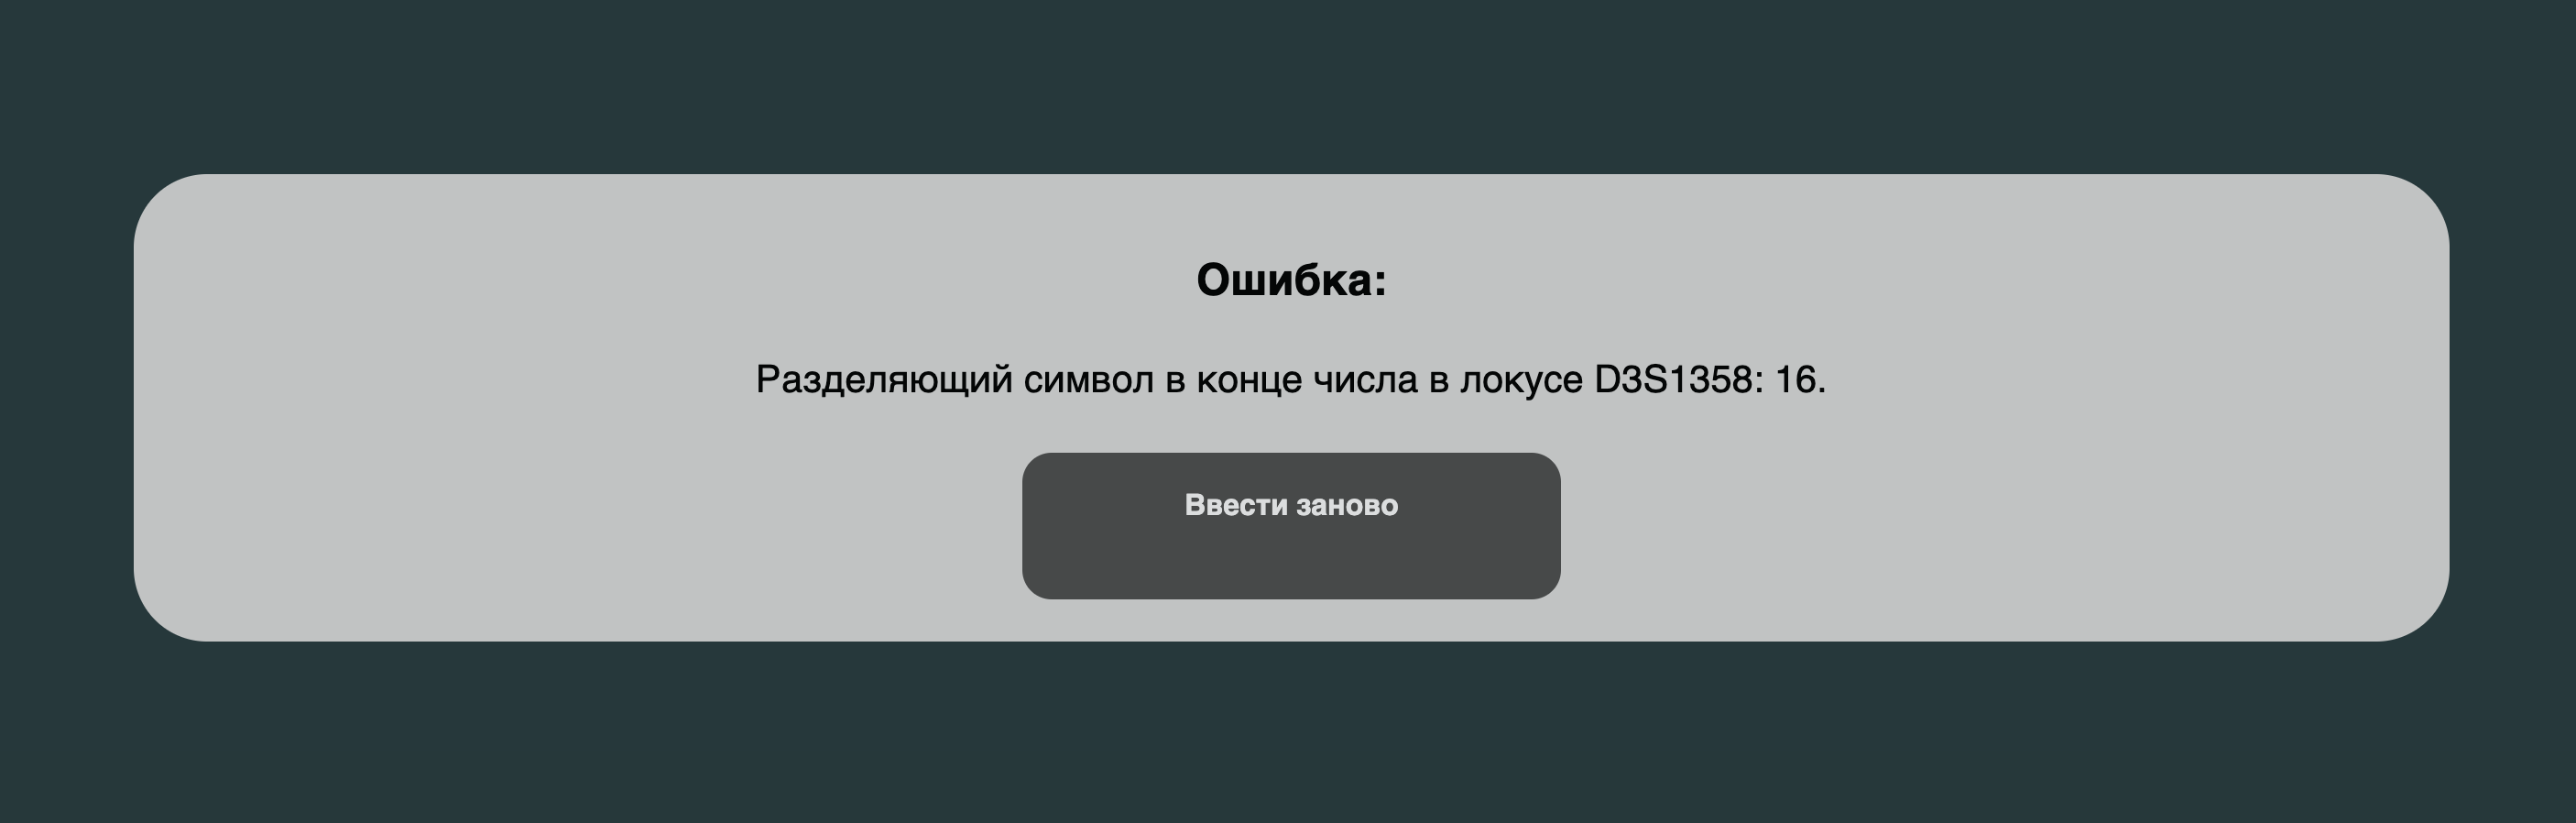 Ошибка:
Разделяющий символ в конце числа в локусе D3S1358: 16.
Ввести заново